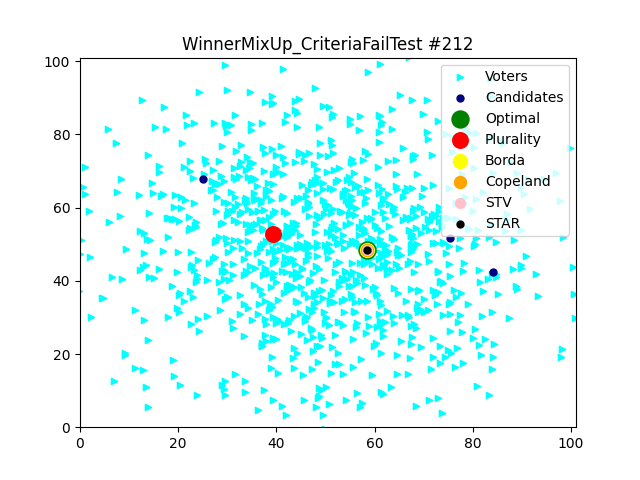 WinnerMixUp_CriteriaFailTest #212
100
80
60
40
20
0
0
20
40
60
80
100
Voters
Candidates
Optimal
Plurality
Borda
Copeland
STV
STAR